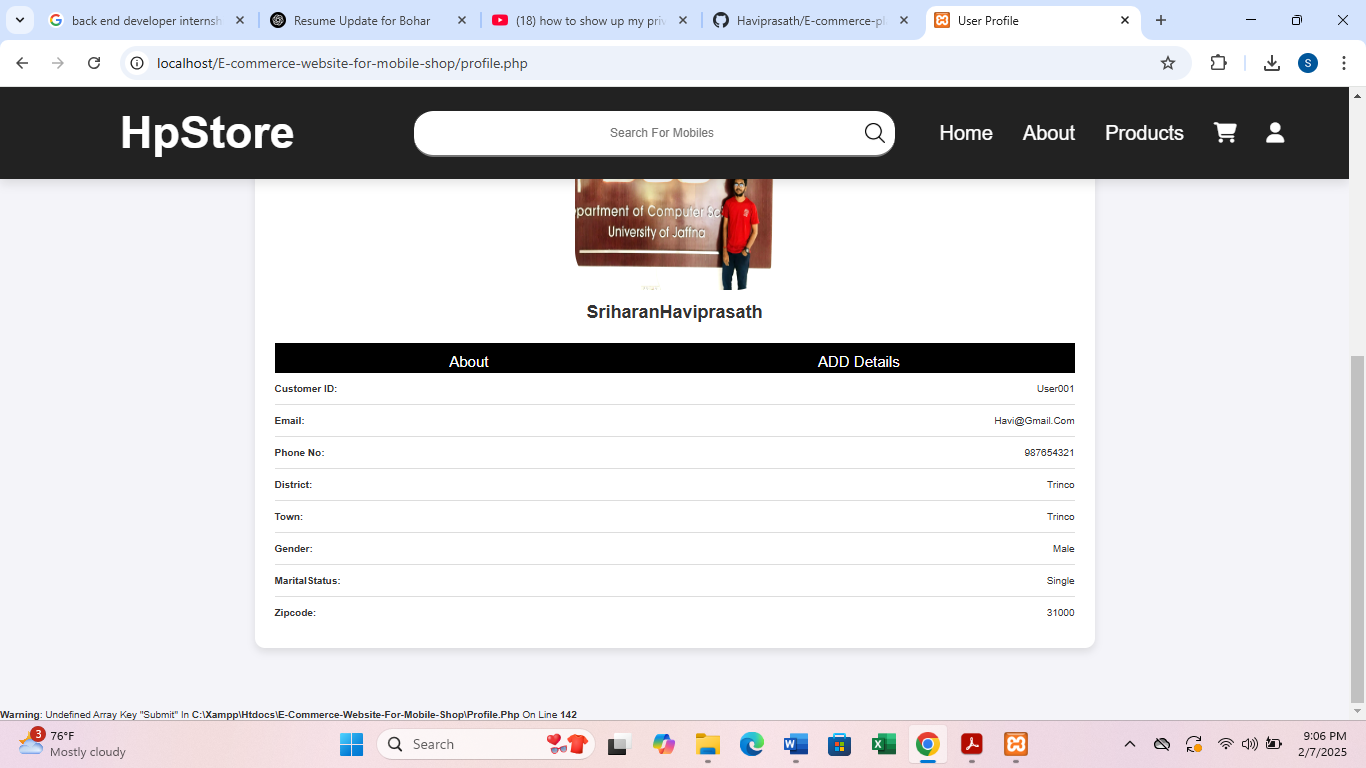 back end developer internsh
Resume Update for Bohar
(18) how to show up my priv
Haviprasath/E-commerce-pl
User Profile
localhost/E-commerce-website-for-mobile-shop/profile.php
S
HpStore
Search For Mobiles
Home
About
Products
partment of Computer Sc
University of Jaffna
SriharanHaviprasath
About
ADD Details
Customer ID:
User001
Email:
Havi@Gmail.Com
Phone No:
987654321
District:
Trinco
Town:
Trinco
Gender:
Male
MaritalStatus:
Single
Zipcode:
31000
Warning: Undefined Array Key "Submit" In C:\Xampp\Htdocs\E-Commerce-Website-For-Mobile-Shop\Profile.Php On Line 142
3
76°F
Mostly cloudy
Search
9:06 PM
2/7/2025